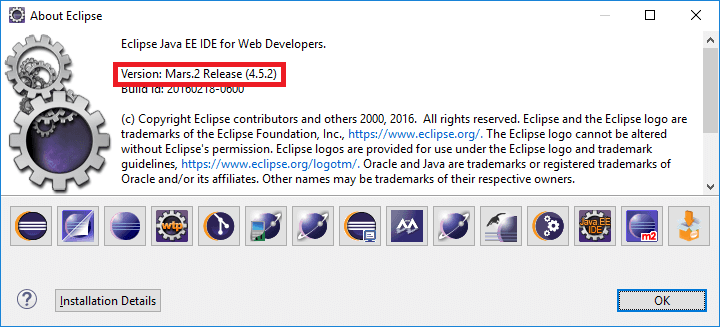 About Eclipse
Eclipse Java EE IDE for Web Developers.
Version: Mars.2 Release (4.5.2)
Build id: 20160218-0600
(c) Copyright Eclipse contributors and others 2000, 2016.  All rights reserved. Eclipse and the Eclipse logo are
trademarks of the Eclipse Foundation, Inc., https://www.eclipse.org/. The Eclipse logo cannot be altered
without Eclipse's permission. Eclipse logos are provided for use under the Eclipse logo and trademark
guidelines, https://www.eclipse.org/logotm/. Oracle and Java are trademarks or registered trademarks of
Oracle and/or its affiliates. Other names may be trademarks of their respective owners.
wtp
Java EE
IDE
m2
?
Installation Details
OK